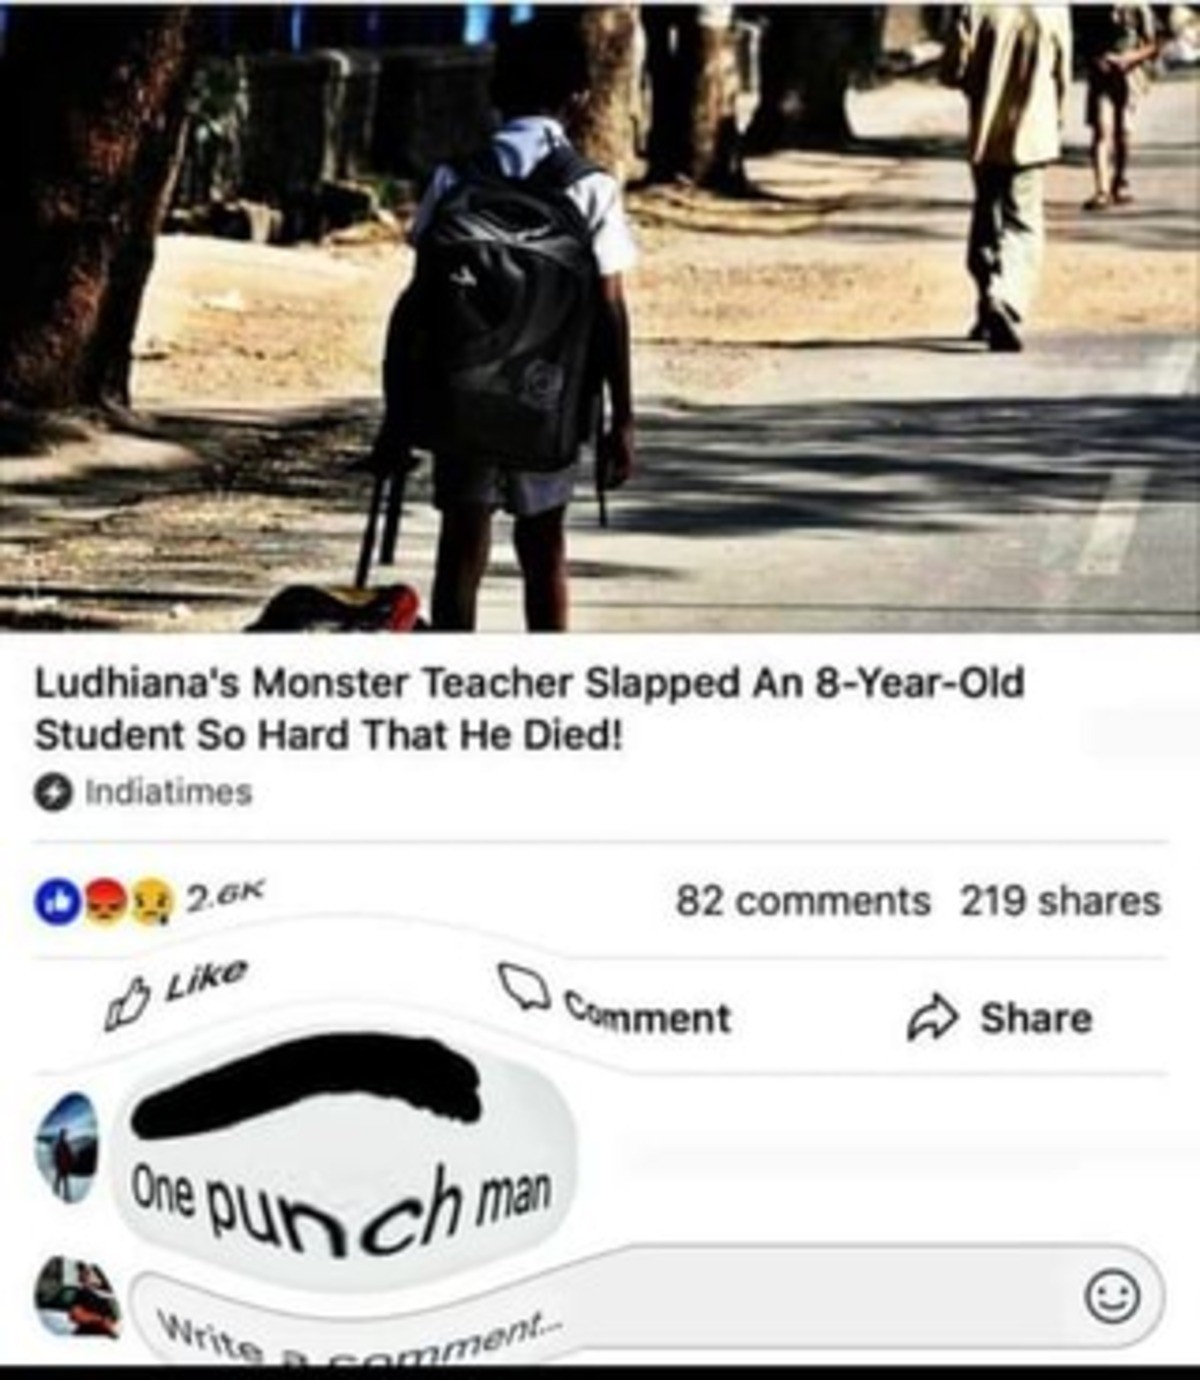 Ludhiana's Monster Teacher Slapped An 8-Year-Old
Student So Hard That He Died!
Indiatimes
2.6K 82 comments 219 shares
Like Comment Share
One punch man
Write a comment...